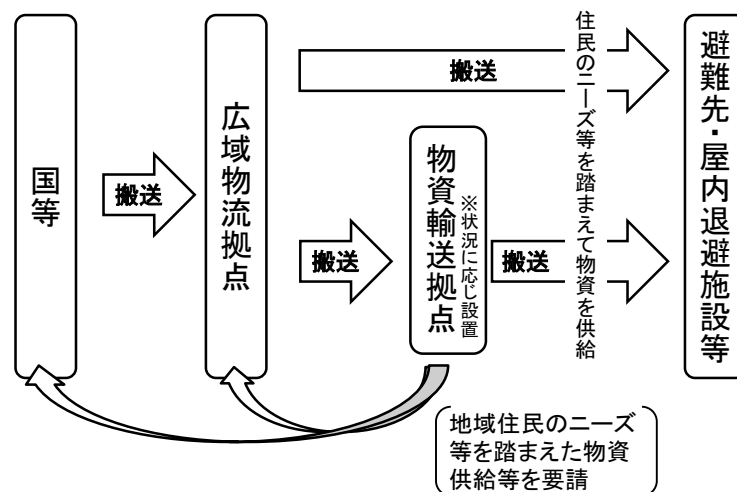 国等
搬送
広域物流拠点
搬送
搬送
物資輸送拠点
※状況に応じ設置
搬送
住民のニーズ等を踏まえて物資を供給
避難先・屋内退避施設等
地域住民のニーズ
等を踏まえた物資
供給等を要請